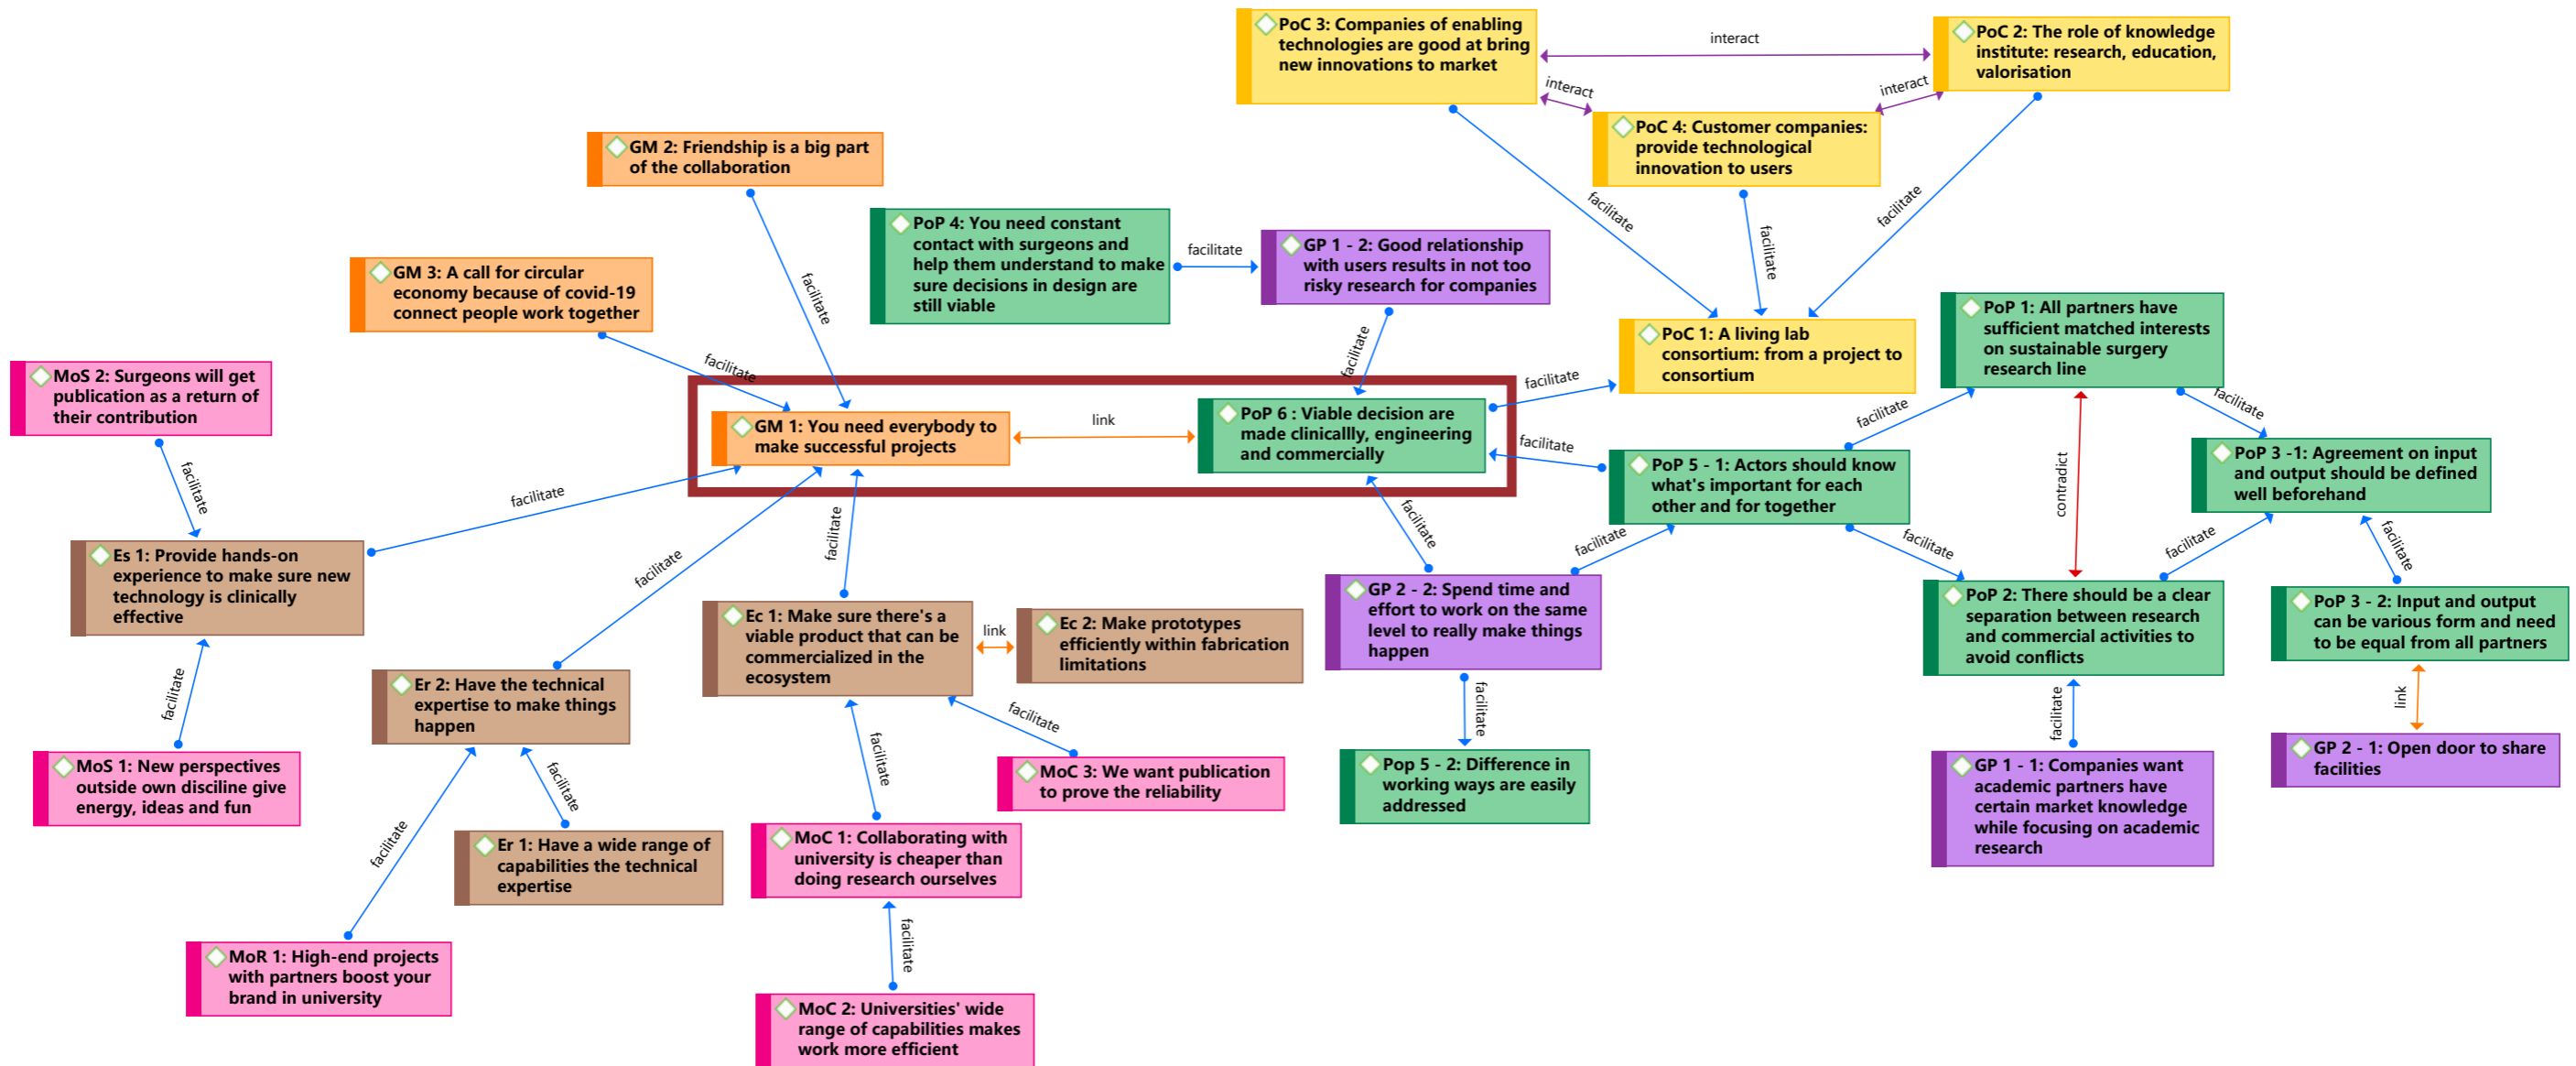 PoC 3: Companies of enabling
technologies are good at bring
new innovations to market
interact
PoC 2: The role of knowledge
institute: research, education,
valorisation
interact
interact
PoC 4: Customer companies:
provide technological
innovation to users
facilitate
facilitate
facilitate
GM 2: Friendship is a big part
of the collaboration
facilitate
PoP 4: You need constant
contact with surgeons and
help them understand to make
sure decisions in design are
still viable
facilitate
GP 1 - 2: Good relationship
with users results in not too
risky research for companies
facilitate
GM 3: A call for circular
economy because of covid-19
connect people work together
facilitate
PoC 1: A living lab
consortium: from a project to
consortium
PoP 1: All partners have
sufficient matched interests
on sustainable surgery
research line
MoS 2: Surgeons will get
publication as a return of
their contribution
facilitate
GM 1: You need everybody to
make successful projects
link
PoP 6 : Viable decision are
made clinicallly, engineering
and commercially
facilitate
facilitate
facilitate
facilitate
contradict
PoP 5 - 1: Actors should know
what's important for each
other and for together
PoP 3 -1: Agreement on input
and output should be defined
well beforehand
facilitate
facilitate
facilitate
facilitate
facilitate
facilitate
facilitate
facilitate
Es 1: Provide hands-on
experience to make sure new
technology is clinically
effective
facilitate
Er 2: Have the technical
expertise to make things
happen
Ec 1: Make sure there's a
viable product that can be
commercialized in the
ecosystem
link
Ec 2: Make prototypes
efficiently within fabrication
limitations
GP 2 - 2: Spend time and
effort to work on the same
level to really make things
happen
PoP 2: There should be a clear
separation between research
and commercial activities to
avoid conflicts
PoP 3 - 2: Input and output
can be various form and need
to be equal from all partners
facilitate
facilitate
link
MoS 1: New perspectives
outside own disciline give
energy, ideas and fun
facilitate
facilitate
facilitate
facilitate
MoC 3: We want publication
to prove the reliability
Pop 5 - 2: Difference in
working ways are easily
addressed
GP 1 - 1: Companies want
academic partners have
certain market knowledge
while focusing on academic
research
GP 2 - 1: Open door to share
facilities
Er 1: Have a wide range of
capabilities the technical
expertise
MoC 1: Collaborating with
university is cheaper than
doing research ourselves
facilitate
MoR 1: High-end projects
with partners boost your
brand in university
MoC 2: Universities' wide
range of capabilities makes
work more efficient